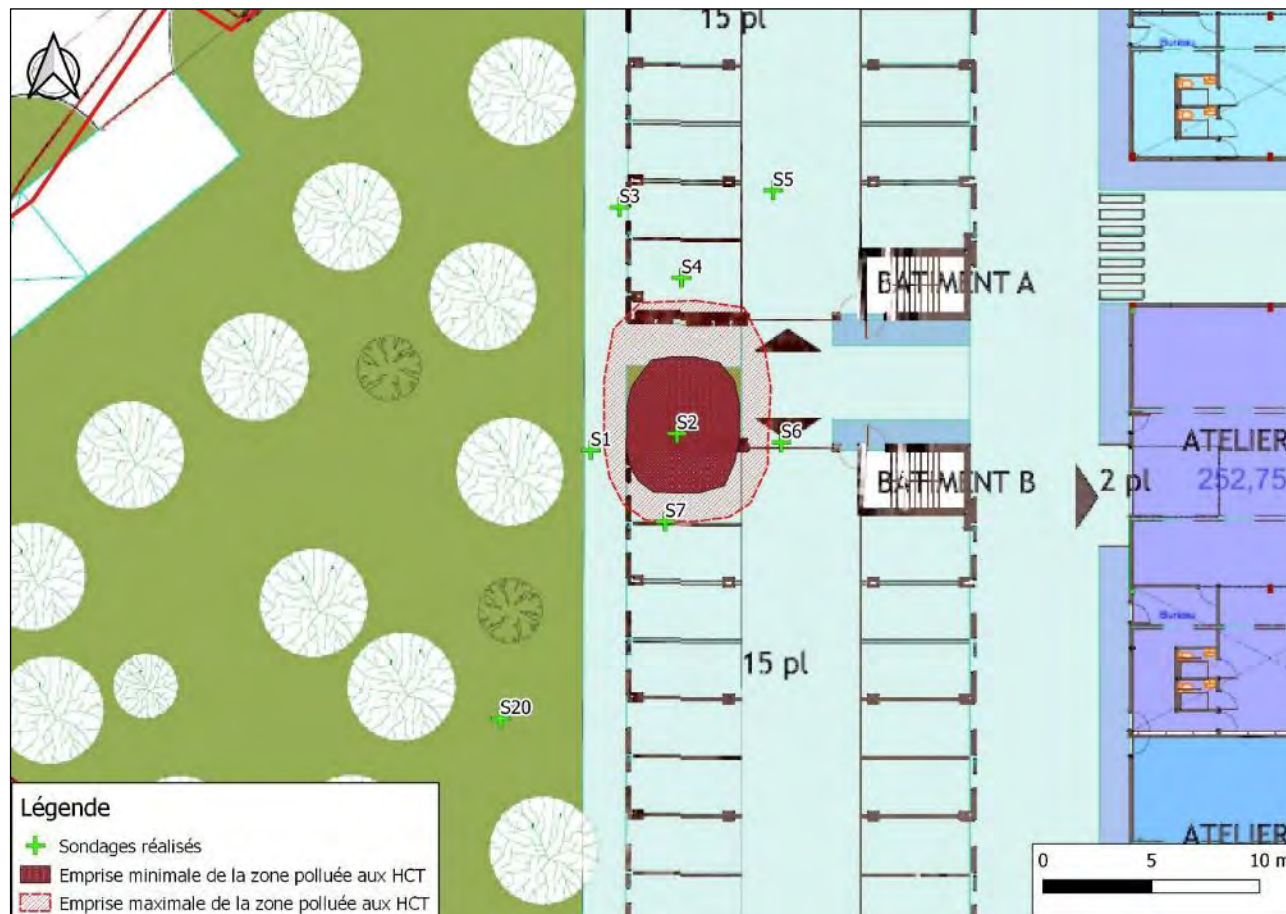 15 pl
Bureau
S3
S5
S4
BATIMENT A
S1
S2
S6
ATELIER
252,75
BATIMENT B
2 pl
S7
Bureau
15 pl
S20
ATELIER
Légende
Sondages réalisés
Emprise minimale de la zone polluée aux HCT
Emprise maximale de la zone polluée aux HCT
0 5 10 m